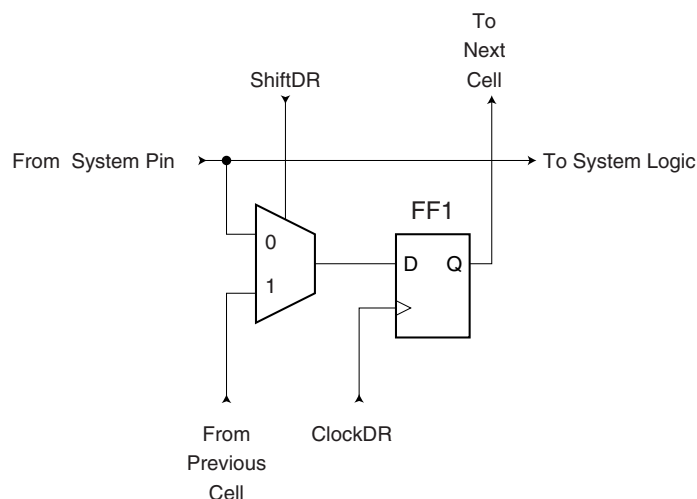 To
Next
Cell
ShiftDR
From System Pin
To System Logic
FF1
0
D Q
1
From
Previous
Cell
ClockDR